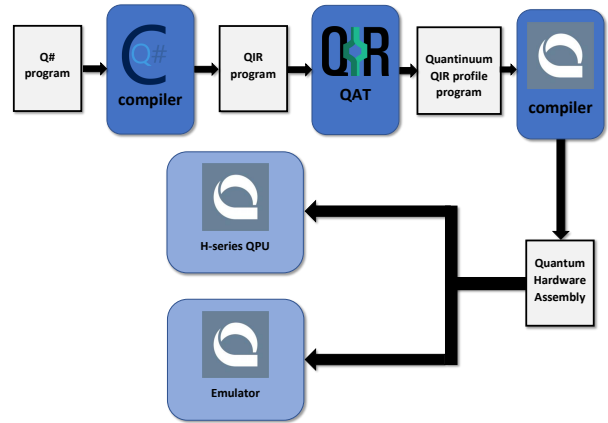 Q#
program
Q#
compiler
QIR
program
QIR
QAT
Quantinuum
QIR profile
program
compiler
H-series QPU
Quantum
Hardware
Assembly
Emulator